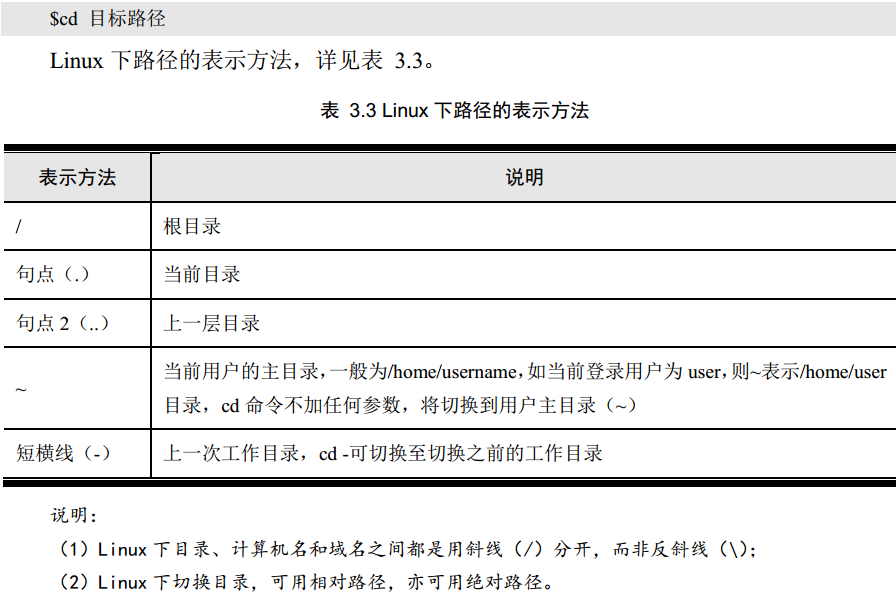 $cd 目标路径
Linux 下路径的表示方法，详见表 3.3。
表 3.3 Linux 下路径的表示方法
表示方法 说明
/ 根目录
句点（.） 当前目录
句点 2（..） 上一层目录
~ 当前用户的主目录，一般为/home/username，如当前登录用户为 user，则~表示/home/user
目录，cd 命令不加任何参数，将切换到用户主目录（~）
短横线（-） 上一次工作目录，cd -可切换至切换之前的工作目录
说明：
（1）Linux 下目录、计算机名和域名之间都是用斜线（/）分开，而非反斜线（\）；
（2）Linux 下切换目录，可用相对路径，亦可用绝对路径。